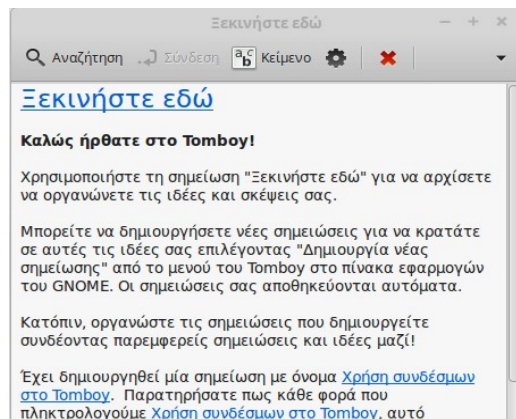 Ξεκινήστε εδώ
Αναζήτηση Σύνδεση abc Κείμενο
Ξεκινήστε εδώ
Καλώς ήρθατε στο Tomboy!
Χρησιμοποιήστε τη σημείωση "Ξεκινήστε εδώ" για να αρχίσετε
να οργανώνετε τις ιδέες και σκέψεις σας.
Μπορείτε να δημιουργήσετε νέες σημειώσεις για να κρατάτε
σε αυτές τις ιδέες σας επιλέγοντας "Δημιουργία νέας
σημείωσης" από το μενού του Tomboy στο πίνακα εφαρμογών
του GNOME. Οι σημειώσεις σας αποθηκεύονται αυτόματα.
Κατόπιν, οργανώστε τις σημειώσεις που δημιουργείτε
συνδέοντας παρεμφερείς σημειώσεις και ιδέες μαζί!
Έχει δημιουργηθεί μία σημείωση με όνομα Χρήση συνδέσμων
στο Tomboy. Παρατηρήσατε πως κάθε φορά που
πληκτρολογούμε Χρήση συνδέσμων στο Tomboy, αυτό